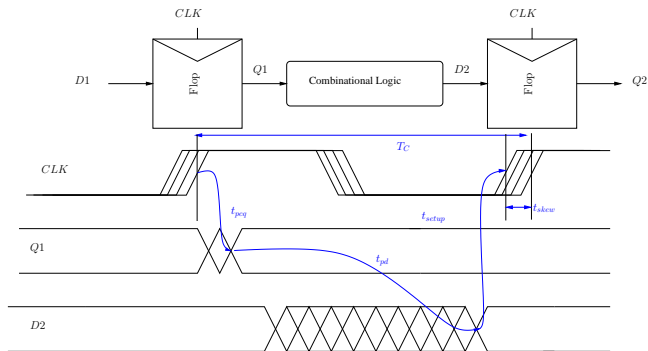 CLK
CLK
D1
Flop
Q1
Combinational Logic
D2
Flop
Q2
T_C
CLK
t_pcq
t_setup
t_skew
Q1
t_pd
D2